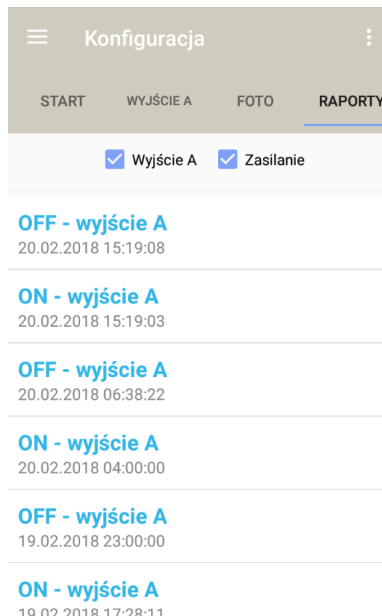 Konfiguracja
START WYJŚCIE A FOTO RAPORTY
Wyjście A Zasilanie
OFF - wyjście A
20.02.2018 15:19:08
ON - wyjście A
20.02.2018 15:19:03
OFF - wyjście A
20.02.2018 06:38:22
ON - wyjście A
20.02.2018 04:00:00
OFF - wyjście A
19.02.2018 23:00:00
ON - wyjście A
19.02.2018 17:28:11